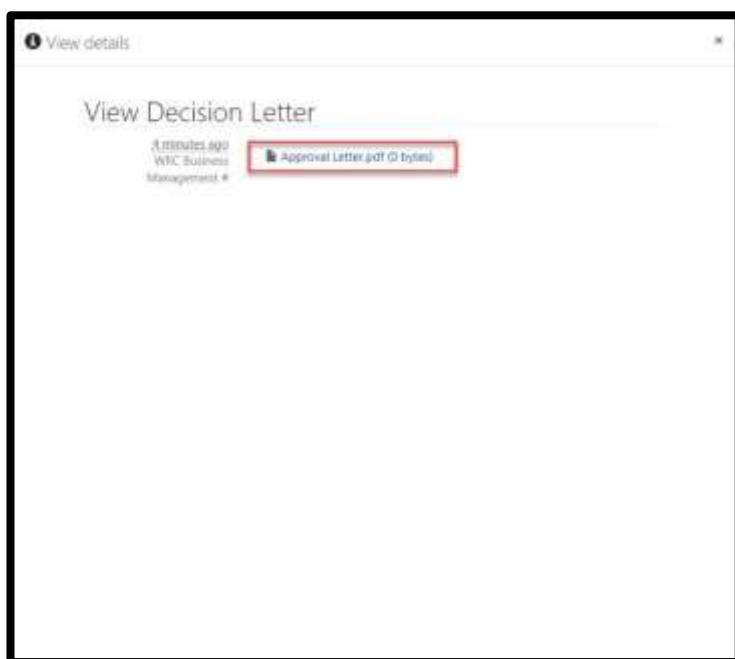 View details
×
View Decision Letter
4 minutes ago
WRC Business
Management #
Approval Letter.pdf (0 bytes)